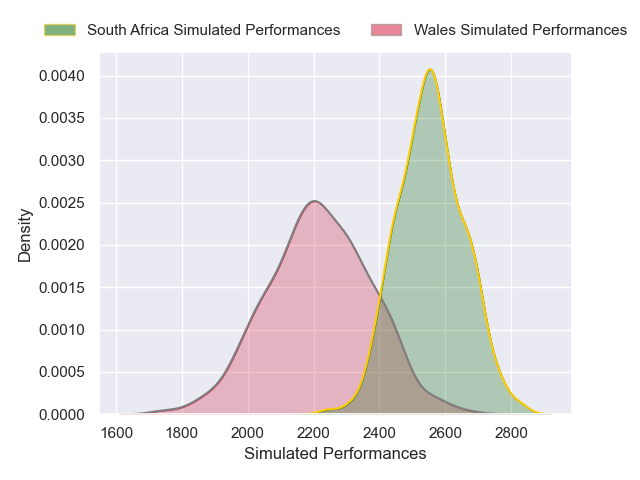 South Africa Simulated Performances
Wales Simulated Performances
0.0040
0.0035
0.0030
0.0025
0.0020
0.0015
0.0010
0.0005
0.0000
Density
1600 1800 2000 2200 2400 2600 2800
Simulated Performances